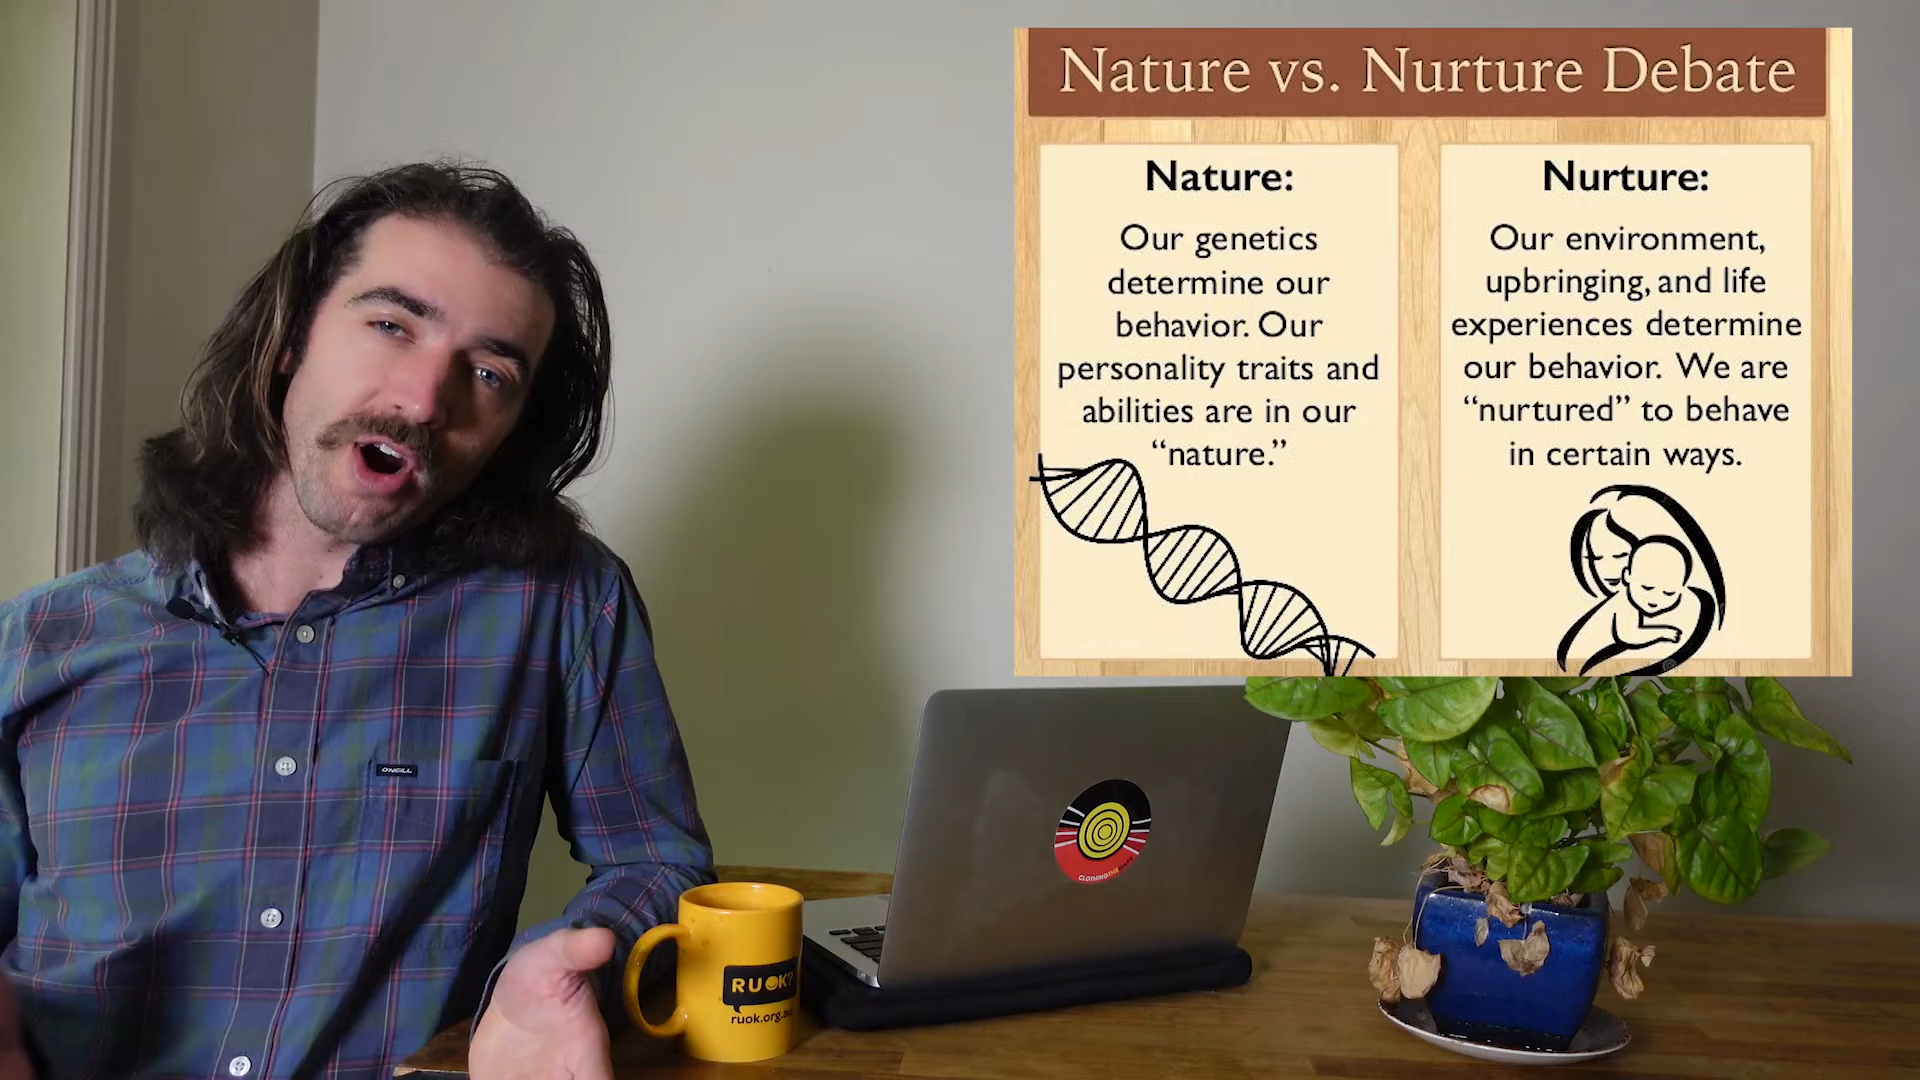 Nature vs. Nurture Debate
Nature:
Our genetics
determine our
behavior. Our
personality traits and
abilities are in our
“nature.”
Nurture:
Our environment,
upbringing, and life
experiences determine
our behavior. We are
“nurtured” to behave
in certain ways.
O'NEILL
RUOK?
ruok.org.au
CLOTHINGTHEGAPS